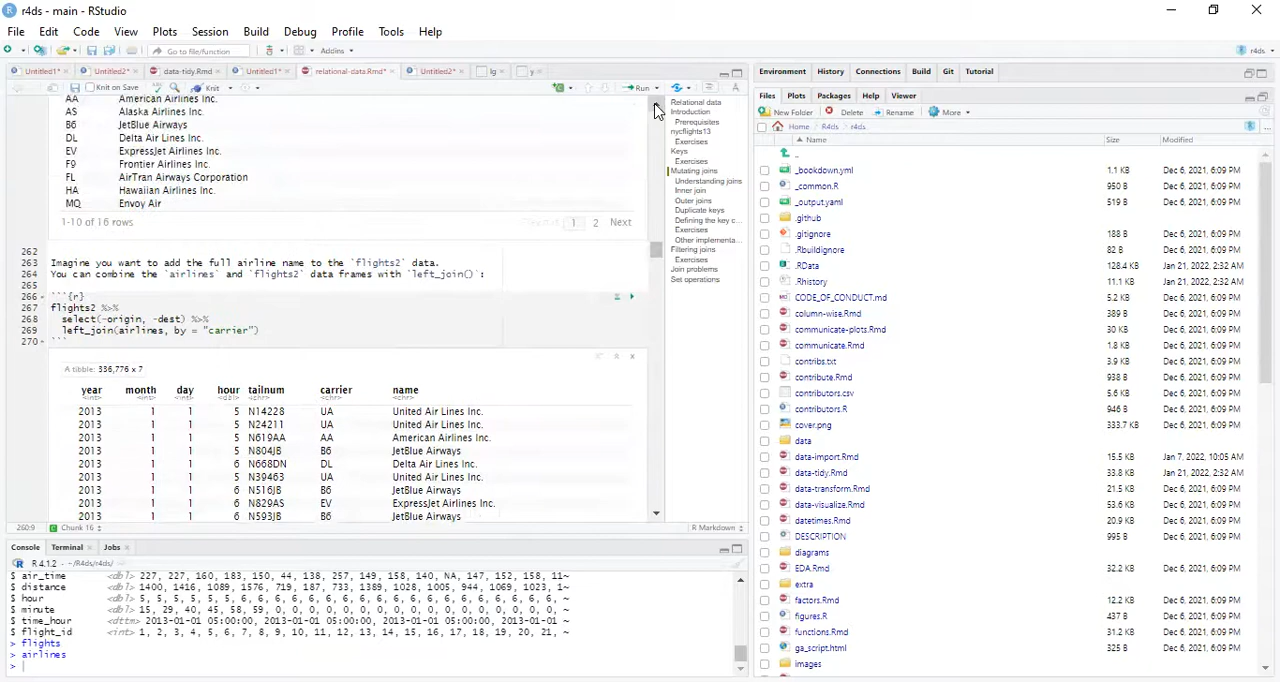 r4ds - main - RStudio
File Edit Code View Plots Session Build Debug Profile Tools Help
Go to file/function Addins r4ds
Untitled1* Untitled2* data-tidy.Rmd Untitled1* relational-data.Rmd* Untitled2* lg y
Knit on Save Knit Run
AA American Airlines Inc.
AS Alaska Airlines Inc.
B6 JetBlue Airways
DL Delta Air Lines Inc.
EV ExpressJet Airlines Inc.
F9 Frontier Airlines Inc.
FL AirTran Airways Corporation
HA Hawaiian Airlines Inc.
MQ Envoy Air
1-10 of 16 rows 1 2 Next
262
263 Imagine you want to add the full airline name to the `flights2` data.
264 You can combine the `airlines` and `flights2` data frames with `left_join()`:
265
266 ```{r}
267 flights2 %>%
268 select(-origin, -dest) %>%
269 left_join(airlines, by = "carrier")
270 ```
A tibble: 336,776 x 7
year month day hour tailnum carrier name
<int> <int> <int> <dbl> <chr> <chr> <chr>
2013 1 1 5 N14228 UA United Air Lines Inc.
2013 1 1 5 N24211 UA United Air Lines Inc.
2013 1 1 5 N619AA AA American Airlines Inc.
2013 1 1 5 N804JB B6 JetBlue Airways
2013 1 1 6 N668DN DL Delta Air Lines Inc.
2013 1 1 5 N39463 UA United Air Lines Inc.
2013 1 1 6 N516JB B6 JetBlue Airways
2013 1 1 6 N829AS EV ExpressJet Airlines Inc.
2013 1 1 6 N593JB B6 JetBlue Airways
260:9 Chunk 16 R Markdown
Relational data
Introduction
Prerequisites
nycflights13
Exercises
Keys
Exercises
Mutating joins
Understanding joins
Inner join
Outer joins
Duplicate keys
Defining the key c...
Exercises
Other implementa...
Filtering joins
Exercises
Join problems
Set operations
Console Terminal Jobs
R 4.1.2 · ~/R4ds/r4ds/
$ air_time <dbl> 227, 227, 160, 183, 150, 44, 138, 257, 149, 158, 140, NA, 147, 152, 158, 11~
$ distance <dbl> 1400, 1416, 1089, 1576, 719, 187, 733, 1389, 1028, 1005, 944, 1069, 1023, 1~
$ hour <dbl> 5, 5, 5, 5, 5, 6, 6, 6, 6, 6, 6, 6, 6, 6, 6, 6, 6, 6, 6, 6, 6, 6, 6, 6, 6, ~
$ minute <dbl> 15, 29, 40, 45, 58, 59, 0, 0, 0, 0, 0, 0, 0, 0, 0, 0, 0, 0, 0, 0, 0, 0, 0, ~
$ time_hour <dttm> 2013-01-01 05:00:00, 2013-01-01 05:00:00, 2013-01-01 05:00:00, 2013-01-01 ~
$ flight_id <int> 1, 2, 3, 4, 5, 6, 7, 8, 9, 10, 11, 12, 13, 14, 15, 16, 17, 18, 19, 20, 21, ~
> flights
> airlines
>
Environment History Connections Build Git Tutorial
Files Plots Packages Help Viewer
New Folder Delete Rename More
Home R4ds r4ds
Name Size Modified
..
_bookdown.yml 1.1 KB Dec 6, 2021, 6:09 PM
_common.R 950 B Dec 6, 2021, 6:09 PM
_output.yaml 519 B Dec 6, 2021, 6:09 PM
.github
.gitignore 188 B Dec 6, 2021, 6:09 PM
.Rbuildignore 82 B Dec 6, 2021, 6:09 PM
.RData 128.4 KB Jan 21, 2022, 2:32 AM
.Rhistory 11.1 KB Jan 21, 2022, 2:32 AM
CODE_OF_CONDUCT.md 5.2 KB Dec 6, 2021, 6:09 PM
column-wise.Rmd 389 B Dec 6, 2021, 6:09 PM
communicate-plots.Rmd 30 KB Dec 6, 2021, 6:09 PM
communicate.Rmd 1.8 KB Dec 6, 2021, 6:09 PM
contribs.txt 3.9 KB Dec 6, 2021, 6:09 PM
contribute.Rmd 938 B Dec 6, 2021, 6:09 PM
contributors.csv 5.6 KB Dec 6, 2021, 6:09 PM
contributors.R 946 B Dec 6, 2021, 6:09 PM
cover.png 333.7 KB Dec 6, 2021, 6:09 PM
data
data-import.Rmd 15.5 KB Jan 7, 2022, 10:05 AM
data-tidy.Rmd 33.8 KB Jan 21, 2022, 2:32 AM
data-transform.Rmd 21.5 KB Dec 6, 2021, 6:09 PM
data-visualize.Rmd 53.6 KB Dec 6, 2021, 6:09 PM
datetimes.Rmd 20.9 KB Dec 6, 2021, 6:09 PM
DESCRIPTION 995 B Dec 6, 2021, 6:09 PM
diagrams
EDA.Rmd 32.2 KB Dec 6, 2021, 6:09 PM
extra
factors.Rmd 12.2 KB Dec 6, 2021, 6:09 PM
figures.R 437 B Dec 6, 2021, 6:09 PM
functions.Rmd 31.2 KB Dec 6, 2021, 6:09 PM
ga_script.html 325 B Dec 6, 2021, 6:09 PM
images